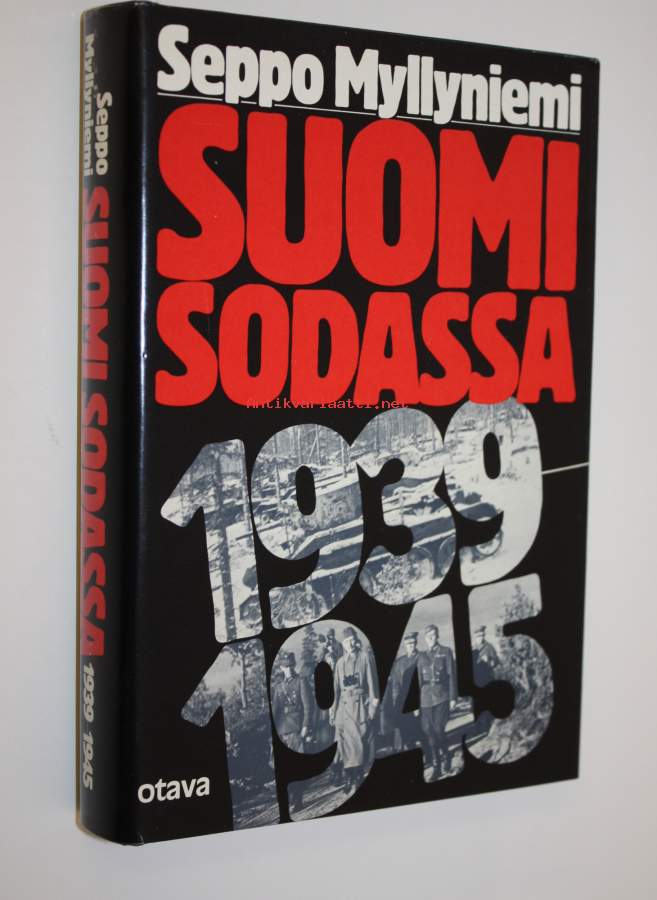 Seppo Myllyniemi
SUOMI
SODASSA
1939–
1945
otava
Seppo
Myllyniemi
SUOMI SODASSA
1939 1945
Antikvariaatti.net